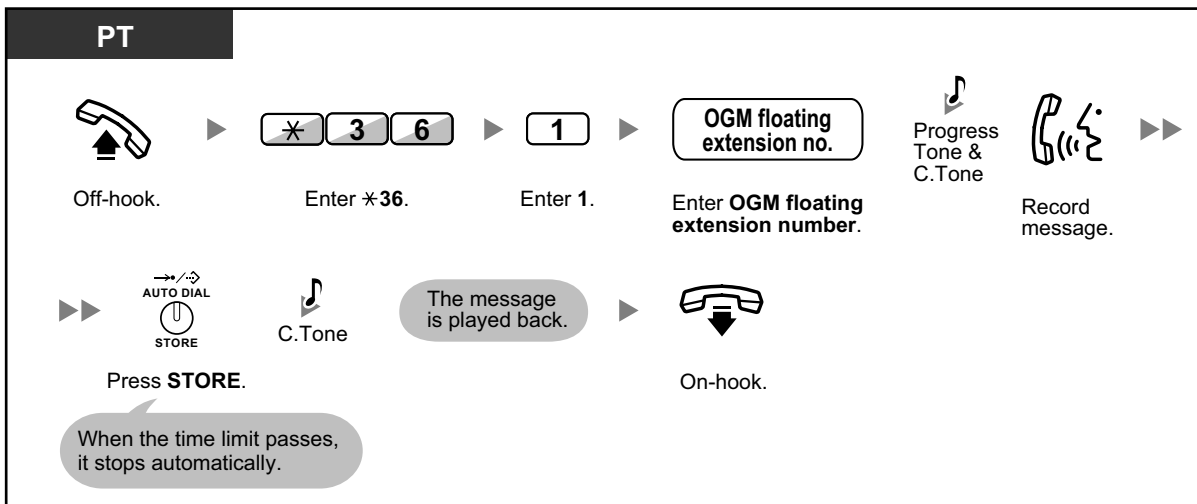 PT
✳ 3 6
1
OGM floating
extension no.
Progress
Tone &
C.Tone
Off-hook.
Enter ✳36.
Enter 1.
Enter OGM floating
extension number.
Record
message.
AUTO DIAL
STORE
C.Tone
The message
is played back.
Press STORE.
On-hook.
When the time limit passes,
it stops automatically.